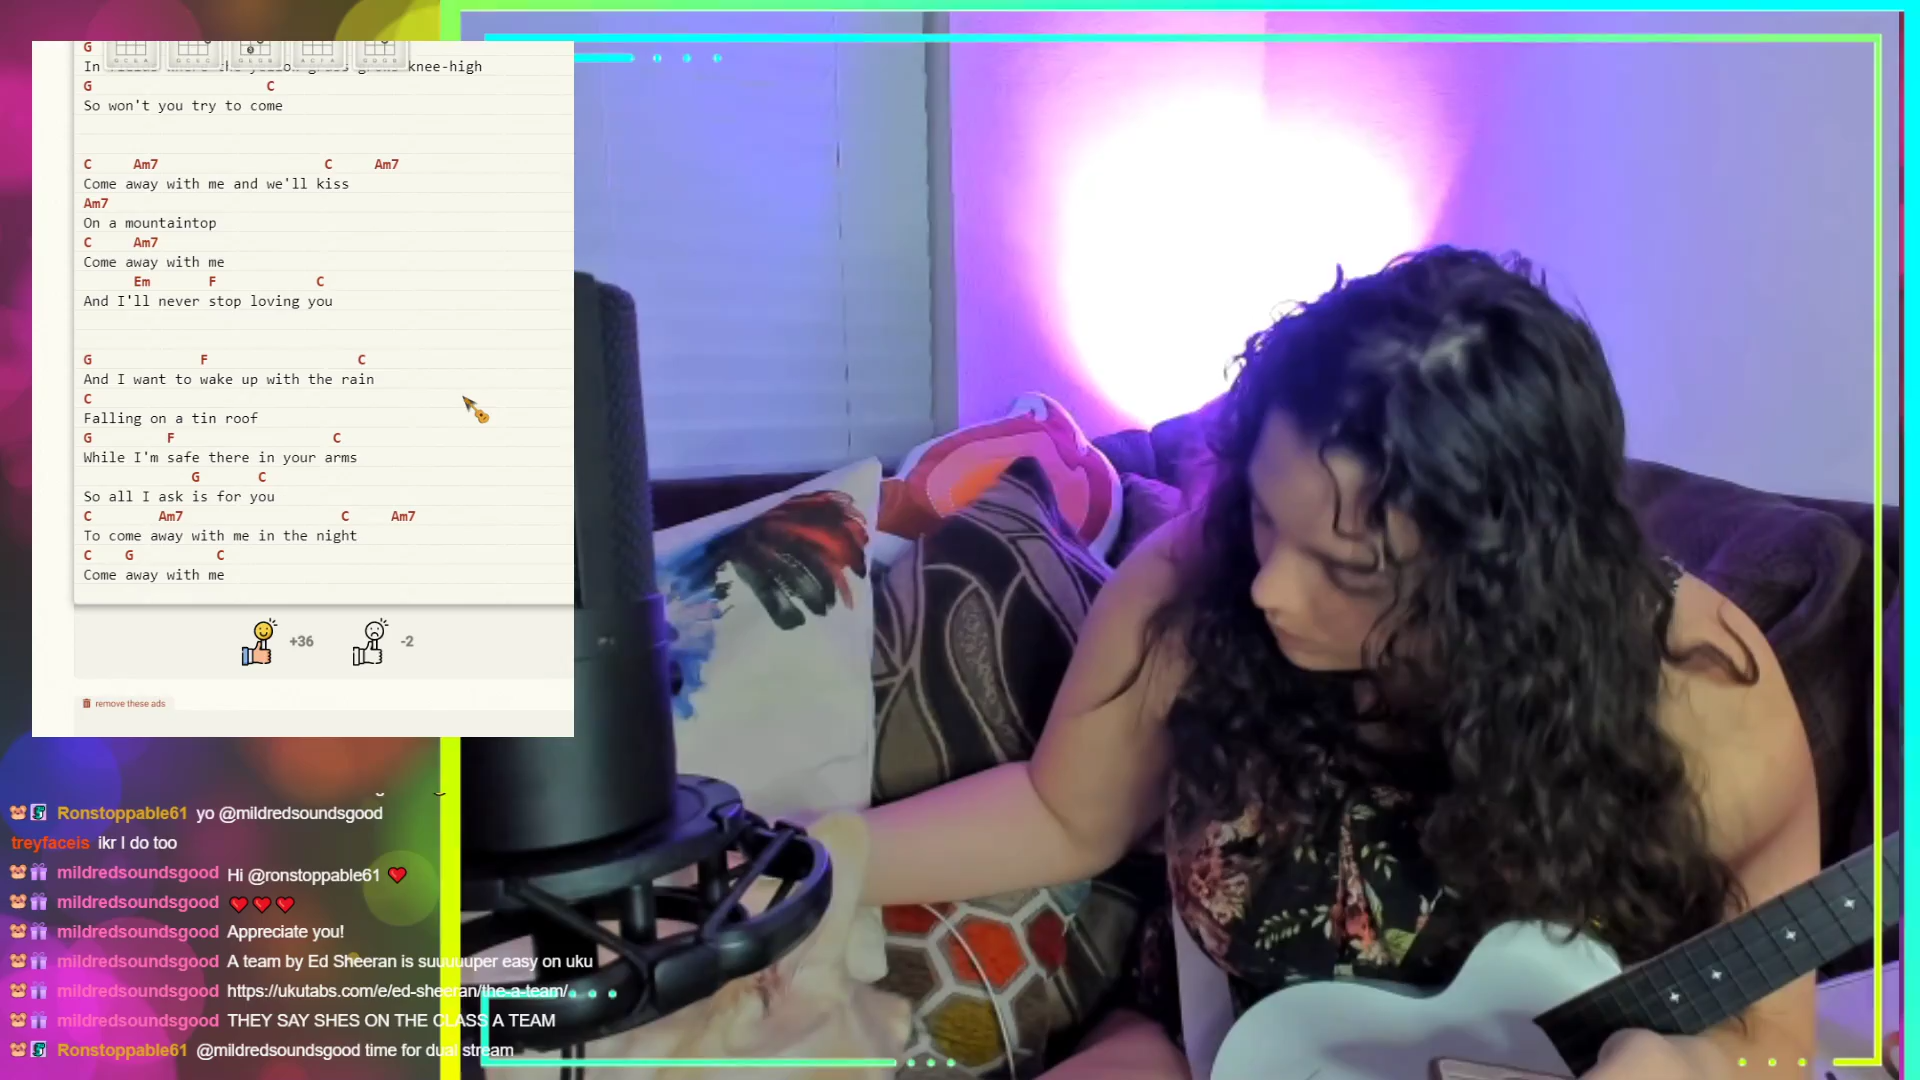 G
In fields where the yellow grass grows knee-high
G C
So won't you try to come
C Am7 C Am7
Come away with me and we'll kiss
Am7
On a mountaintop
C Am7
Come away with me
Em F C
And I'll never stop loving you
G F C
And I want to wake up with the rain
C
Falling on a tin roof
G F C
While I'm safe there in your arms
G C
So all I ask is for you
C Am7 C Am7
To come away with me in the night
C G C
Come away with me
+36 -2
remove these ads
Ronstoppable61 yo @mildredsoundsgood
treyfaceis ikr I do too
mildredsoundsgood Hi @ronstoppable61
mildredsoundsgood
mildredsoundsgood Appreciate you!
mildredsoundsgood A team by Ed Sheeran is suuuuuper easy on uku
mildredsoundsgood https://ukutabs.com/e/ed-sheeran/the-a-team/
mildredsoundsgood THEY SAY SHES ON THE CLASS A TEAM
Ronstoppable61 @mildredsoundsgood time for dual stream